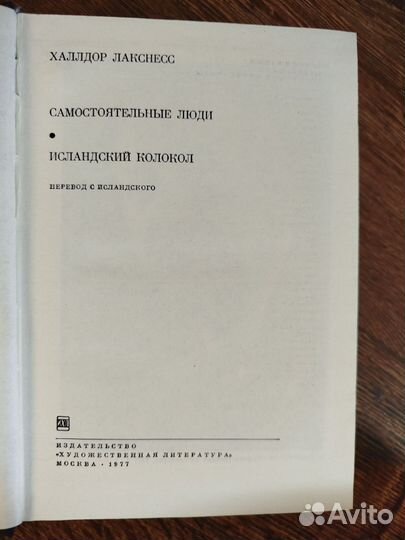 ХАЛЛДОР ЛАКСНЕСС
САМОСТОЯТЕЛЬНЫЕ ЛЮДИ
•
ИСЛАНДСКИЙ КОЛОКОЛ
ПЕРЕВОД С ИСЛАНДСКОГО
ИЗДАТЕЛЬСТВО
«ХУДОЖЕСТВЕННАЯ ЛИТЕРАТУРА»
МОСКВА · 1977
Avito